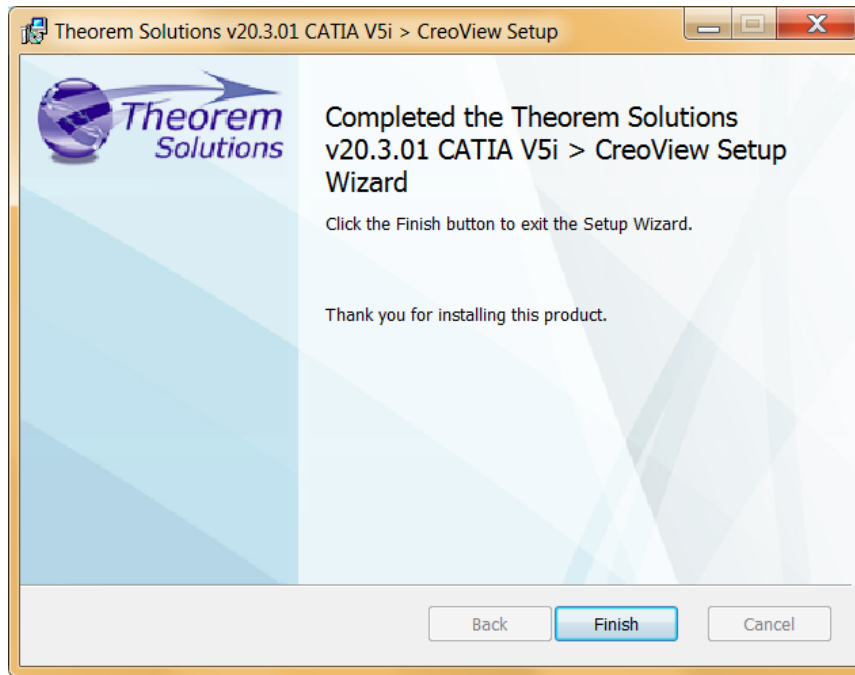 Theorem Solutions v20.3.01 CATIA V5i > CreoView Setup
Theorem
Solutions
Completed the Theorem Solutions
v20.3.01 CATIA V5i > CreoView Setup
Wizard
Click the Finish button to exit the Setup Wizard.
Thank you for installing this product.
Back
Finish
Cancel